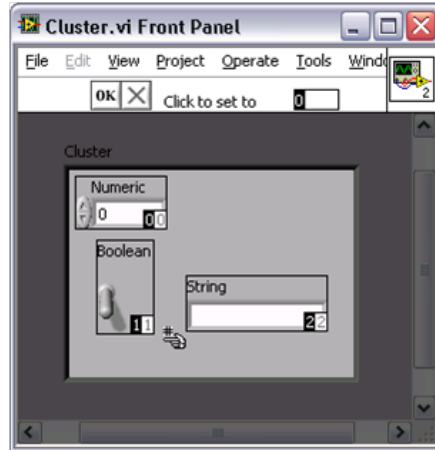 Cluster.vi Front Panel
File Edit View Project Operate Tools Windo
OK Click to set to 0
2
Cluster
Numeric
0 0 0
Boolean
1 1
String
2 2
#